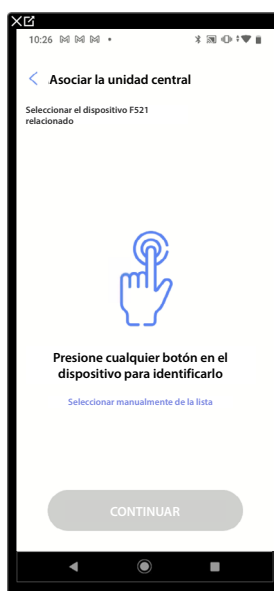 10:26
Asociar la unidad central
Seleccionar el dispositivo F521
relacionado
Presione cualquier botón en el
dispositivo para identificarlo
Seleccionar manualmente de la lista
CONTINUAR